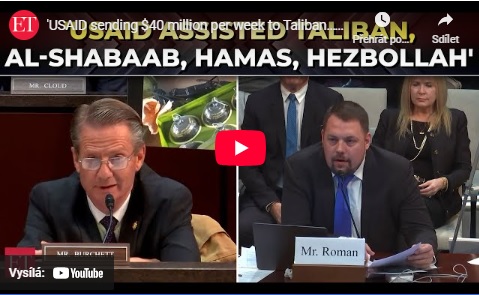 ET
'USAID sending $40 million per week to Taliban....
Přehrát po...
Sdílet
USAID ASSISTED TALIBAN,
AL-SHABAAB, HAMAS, HEZBOLLAH'
MR. CLOUD
MR. BURCHETT
Mr. Roman
Vysílá: YouTube